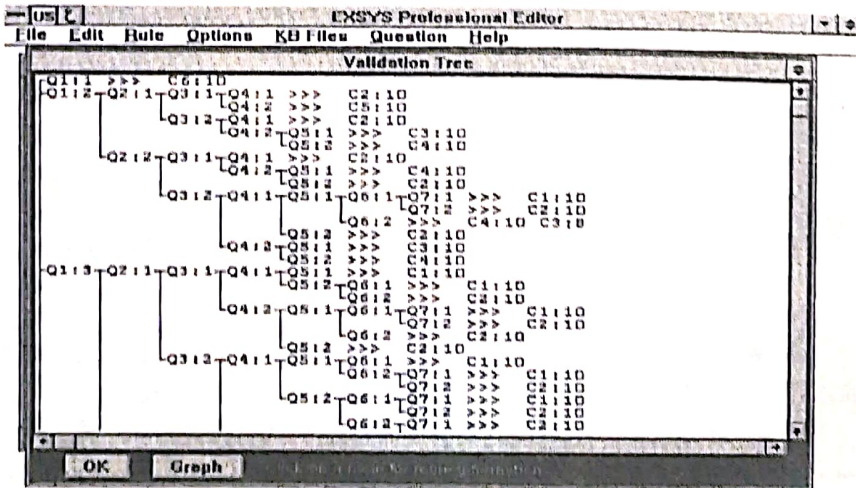 US
EXSYS Professional Editor
File Edit Rule Options KB Files Question Help
Validation Tree
Q1:1 >>> C6:10
Q1:2 Q2:1 Q3:1 Q4:1 >>> C2:10
Q4:2 >>> C5:10
Q3:2 Q4:1 >>> C2:10
Q4:2 Q5:1 >>> C3:10
Q5:2 >>> C4:10
Q2:2 Q3:1 Q4:1 >>> C2:10
Q4:2 Q5:1 >>> C4:10
Q5:2 >>> C2:10
Q3:2 Q4:1 Q5:1 Q6:1 Q7:1 >>> C1:10
Q7:2 >>> C2:10
Q6:2 >>> C4:10 C3:8
Q5:2 >>> C2:10
Q4:2 Q5:1 >>> C3:10
Q5:2 >>> C4:10
Q1:3 Q2:1 Q3:1 Q4:1 Q5:1 >>> C1:10
Q5:2 Q6:1 >>> C1:10
Q6:2 >>> C2:10
Q4:2 Q5:1 Q6:1 Q7:1 >>> C1:10
Q7:2 >>> C2:10
Q6:2 >>> C2:10
Q5:2 >>> C2:10
Q3:2 Q4:1 Q5:1 Q6:1 >>> C1:10
Q6:2 Q7:1 >>> C1:10
Q7:2 >>> C2:10
Q5:2 Q6:1 Q7:1 >>> C1:10
Q7:2 >>> C2:10
Q6:2 Q7:1 >>> C2:10
OK Graph